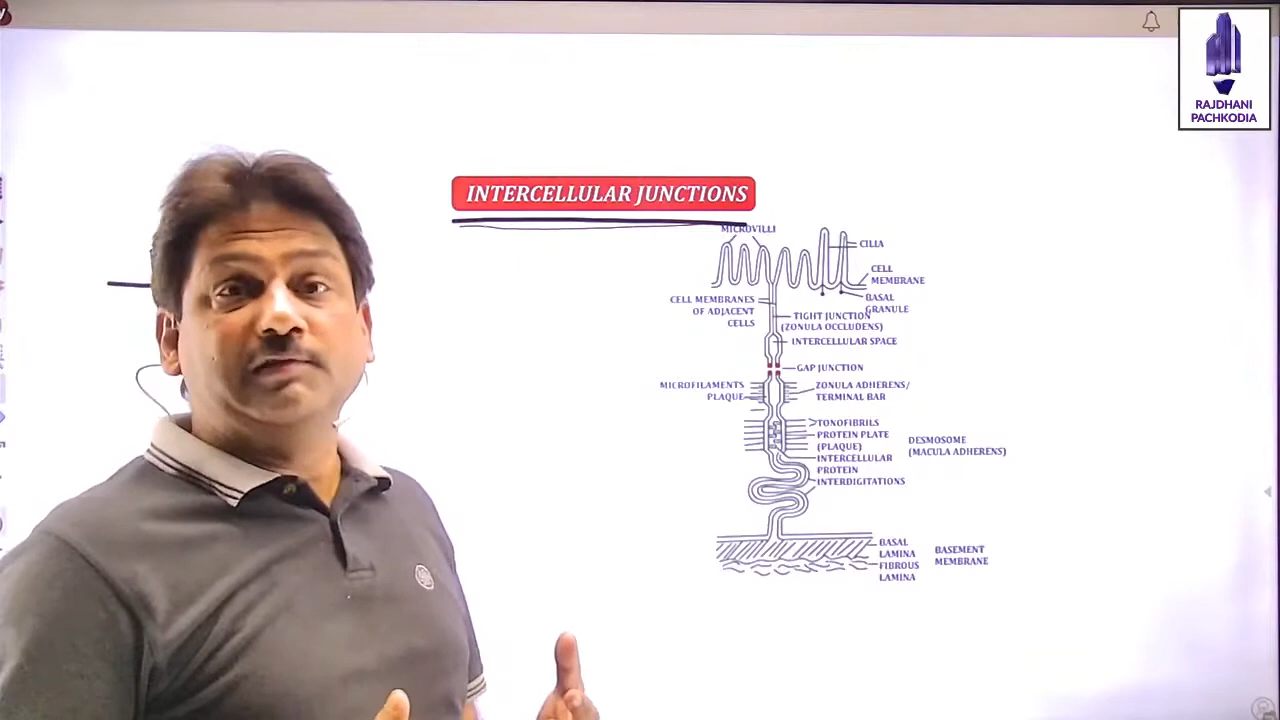 RAJDHANI
PACHKODIA
INTERCELLULAR JUNCTIONS
MICROVILLI
CILIA
CELL
MEMBRANE
BASAL
GRANULE
CELL MEMBRANES
OF ADJACENT
CELLS
TIGHT JUNCTION
(ZONULA OCCLUDENS)
INTERCELLULAR SPACE
GAP JUNCTION
MICROFILAMENTS
PLAQUE
ZONULA ADHERENS/
TERMINAL BAR
TONOFIBRILS
PROTEIN PLATE
(PLAQUE)
DESMOSOME
(MACULA ADHERENS)
INTERCELLULAR
PROTEIN
INTERDIGITATIONS
BASAL
LAMINA
FIBROUS
LAMINA
BASEMENT
MEMBRANE